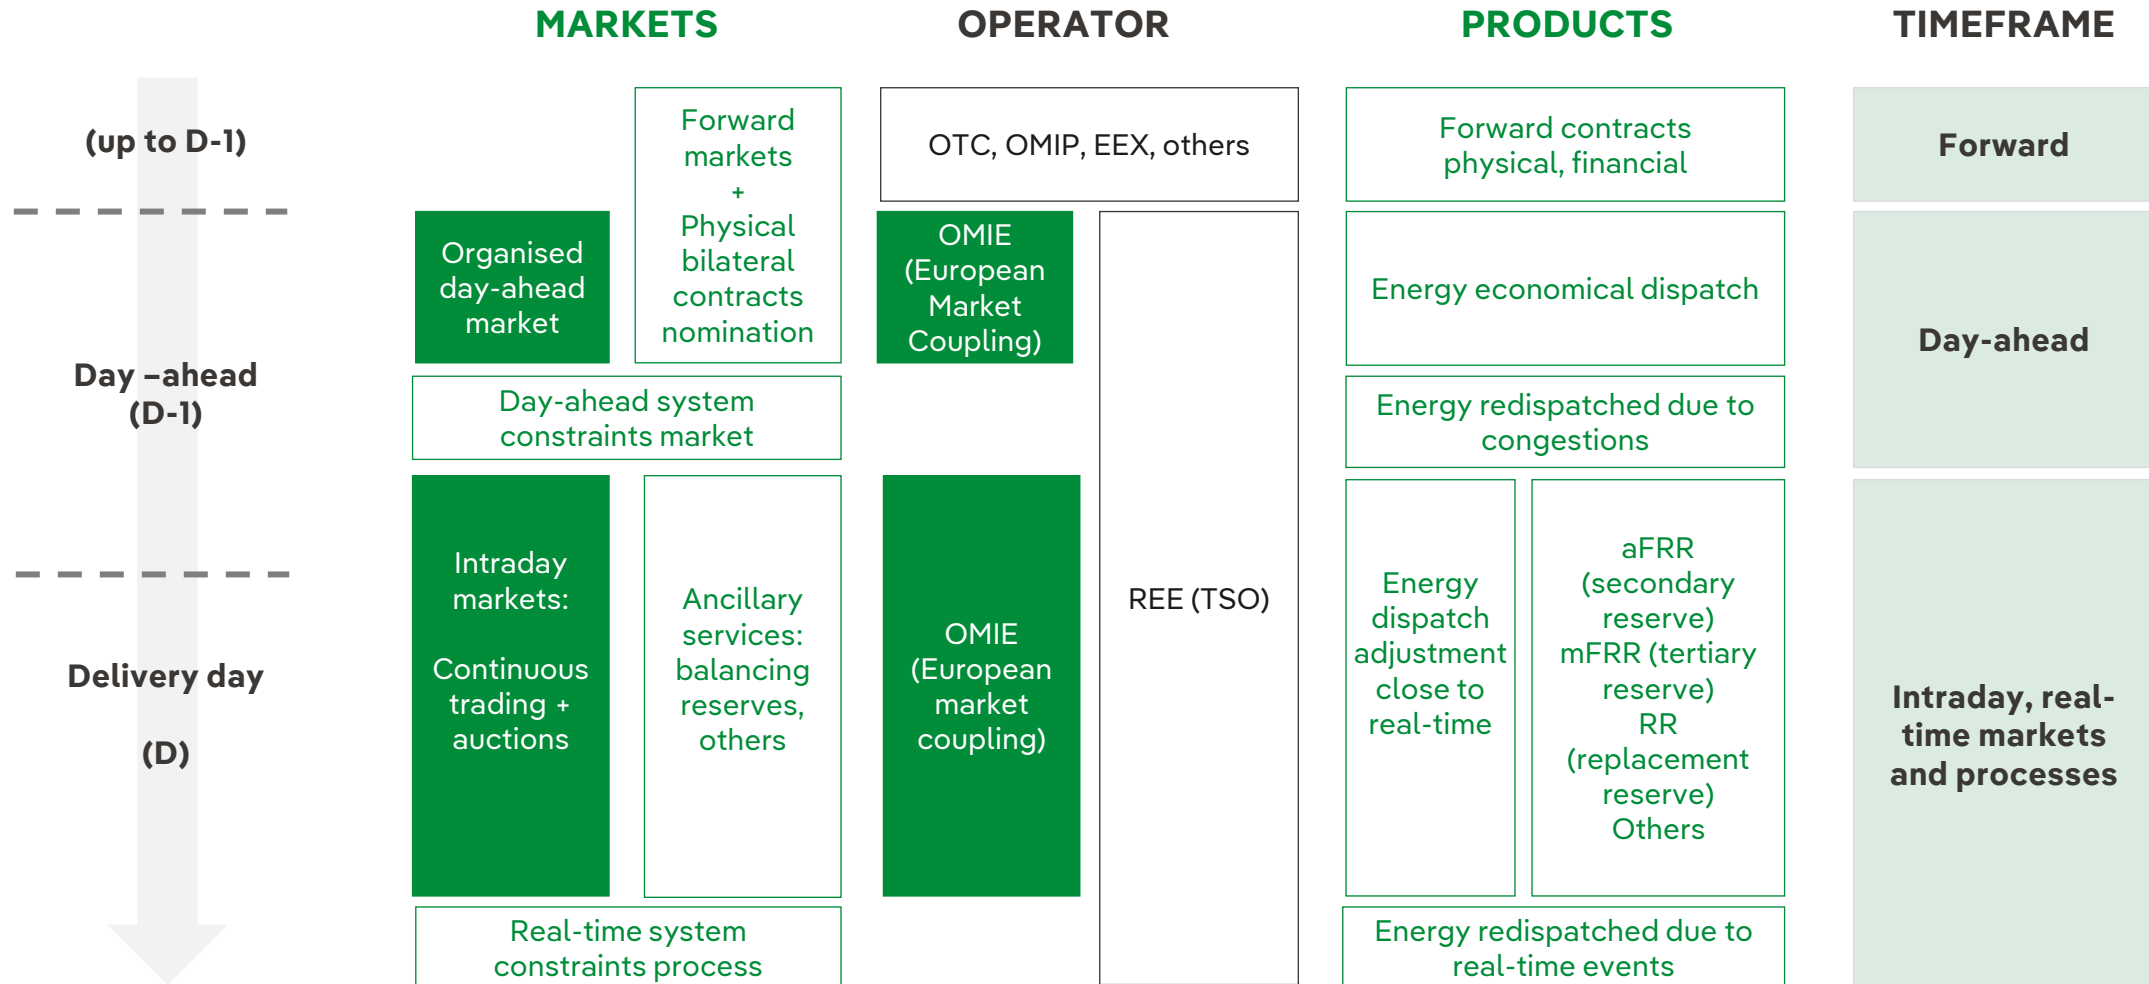 MARKETS
OPERATOR
PRODUCTS
TIMEFRAME
(up to D-1)
Forward
markets
+
Physical
bilateral
contracts
nomination
OTC, OMIP, EEX, others
Forward contracts
physical, financial
Forward
Day –ahead
(D-1)
Organised
day-ahead
market
OMIE
(European
Market
Coupling)
Energy economical dispatch
Day-ahead
Day-ahead system
constraints market
Energy redispatched due to
congestions
Delivery day
(D)
Intraday
markets:
Continuous
trading +
auctions
Ancillary
services:
balancing
reserves,
others
OMIE
(European
market
coupling)
REE (TSO)
Energy
dispatch
adjustment
close to
real-time
aFRR
(secondary
reserve)
mFRR (tertiary
reserve)
RR
(replacement
reserve)
Others
Intraday, real-
time markets
and processes
Real-time system
constraints process
Energy redispatched due to
real-time events